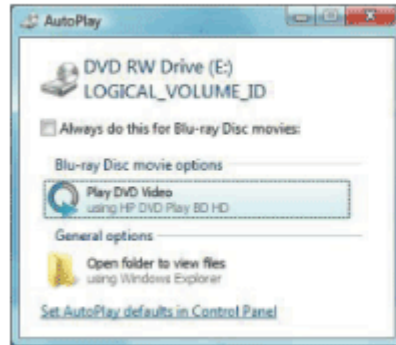 AutoPlay
DVD RW Drive (E:)
LOGICAL_VOLUME_ID
Always do this for Blu-ray Disc movies:
Blu-ray Disc movie options
Play DVD Video
using HP DVD Play BD HD
General options
Open folder to view files
using Windows Explorer
Set AutoPlay defaults in Control Panel